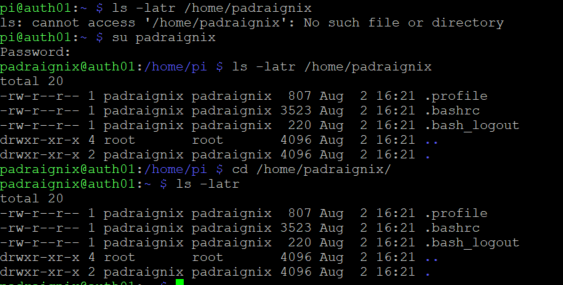 pi@auth01:~ $ ls -latr /home/padraignix
ls: cannot access '/home/padraignix': No such file or directory
pi@auth01:~ $ su padraignix
Password:
padraignix@auth01:/home/pi $ ls -latr /home/padraignix
total 20
-rw-r--r-- 1 padraignix padraignix  807 Aug  2 16:21 .profile
-rw-r--r-- 1 padraignix padraignix 3523 Aug  2 16:21 .bashrc
-rw-r--r-- 1 padraignix padraignix  220 Aug  2 16:21 .bash_logout
drwxr-xr-x 4 root       root       4096 Aug  2 16:21 ..
drwxr-xr-x 2 padraignix padraignix 4096 Aug  2 16:21 .
padraignix@auth01:/home/pi $ cd /home/padraignix/
padraignix@auth01:~ $ ls -latr
total 20
-rw-r--r-- 1 padraignix padraignix  807 Aug  2 16:21 .profile
-rw-r--r-- 1 padraignix padraignix 3523 Aug  2 16:21 .bashrc
-rw-r--r-- 1 padraignix padraignix  220 Aug  2 16:21 .bash_logout
drwxr-xr-x 4 root       root       4096 Aug  2 16:21 ..
drwxr-xr-x 2 padraignix padraignix 4096 Aug  2 16:21 .
padraignix@auth01:~ $